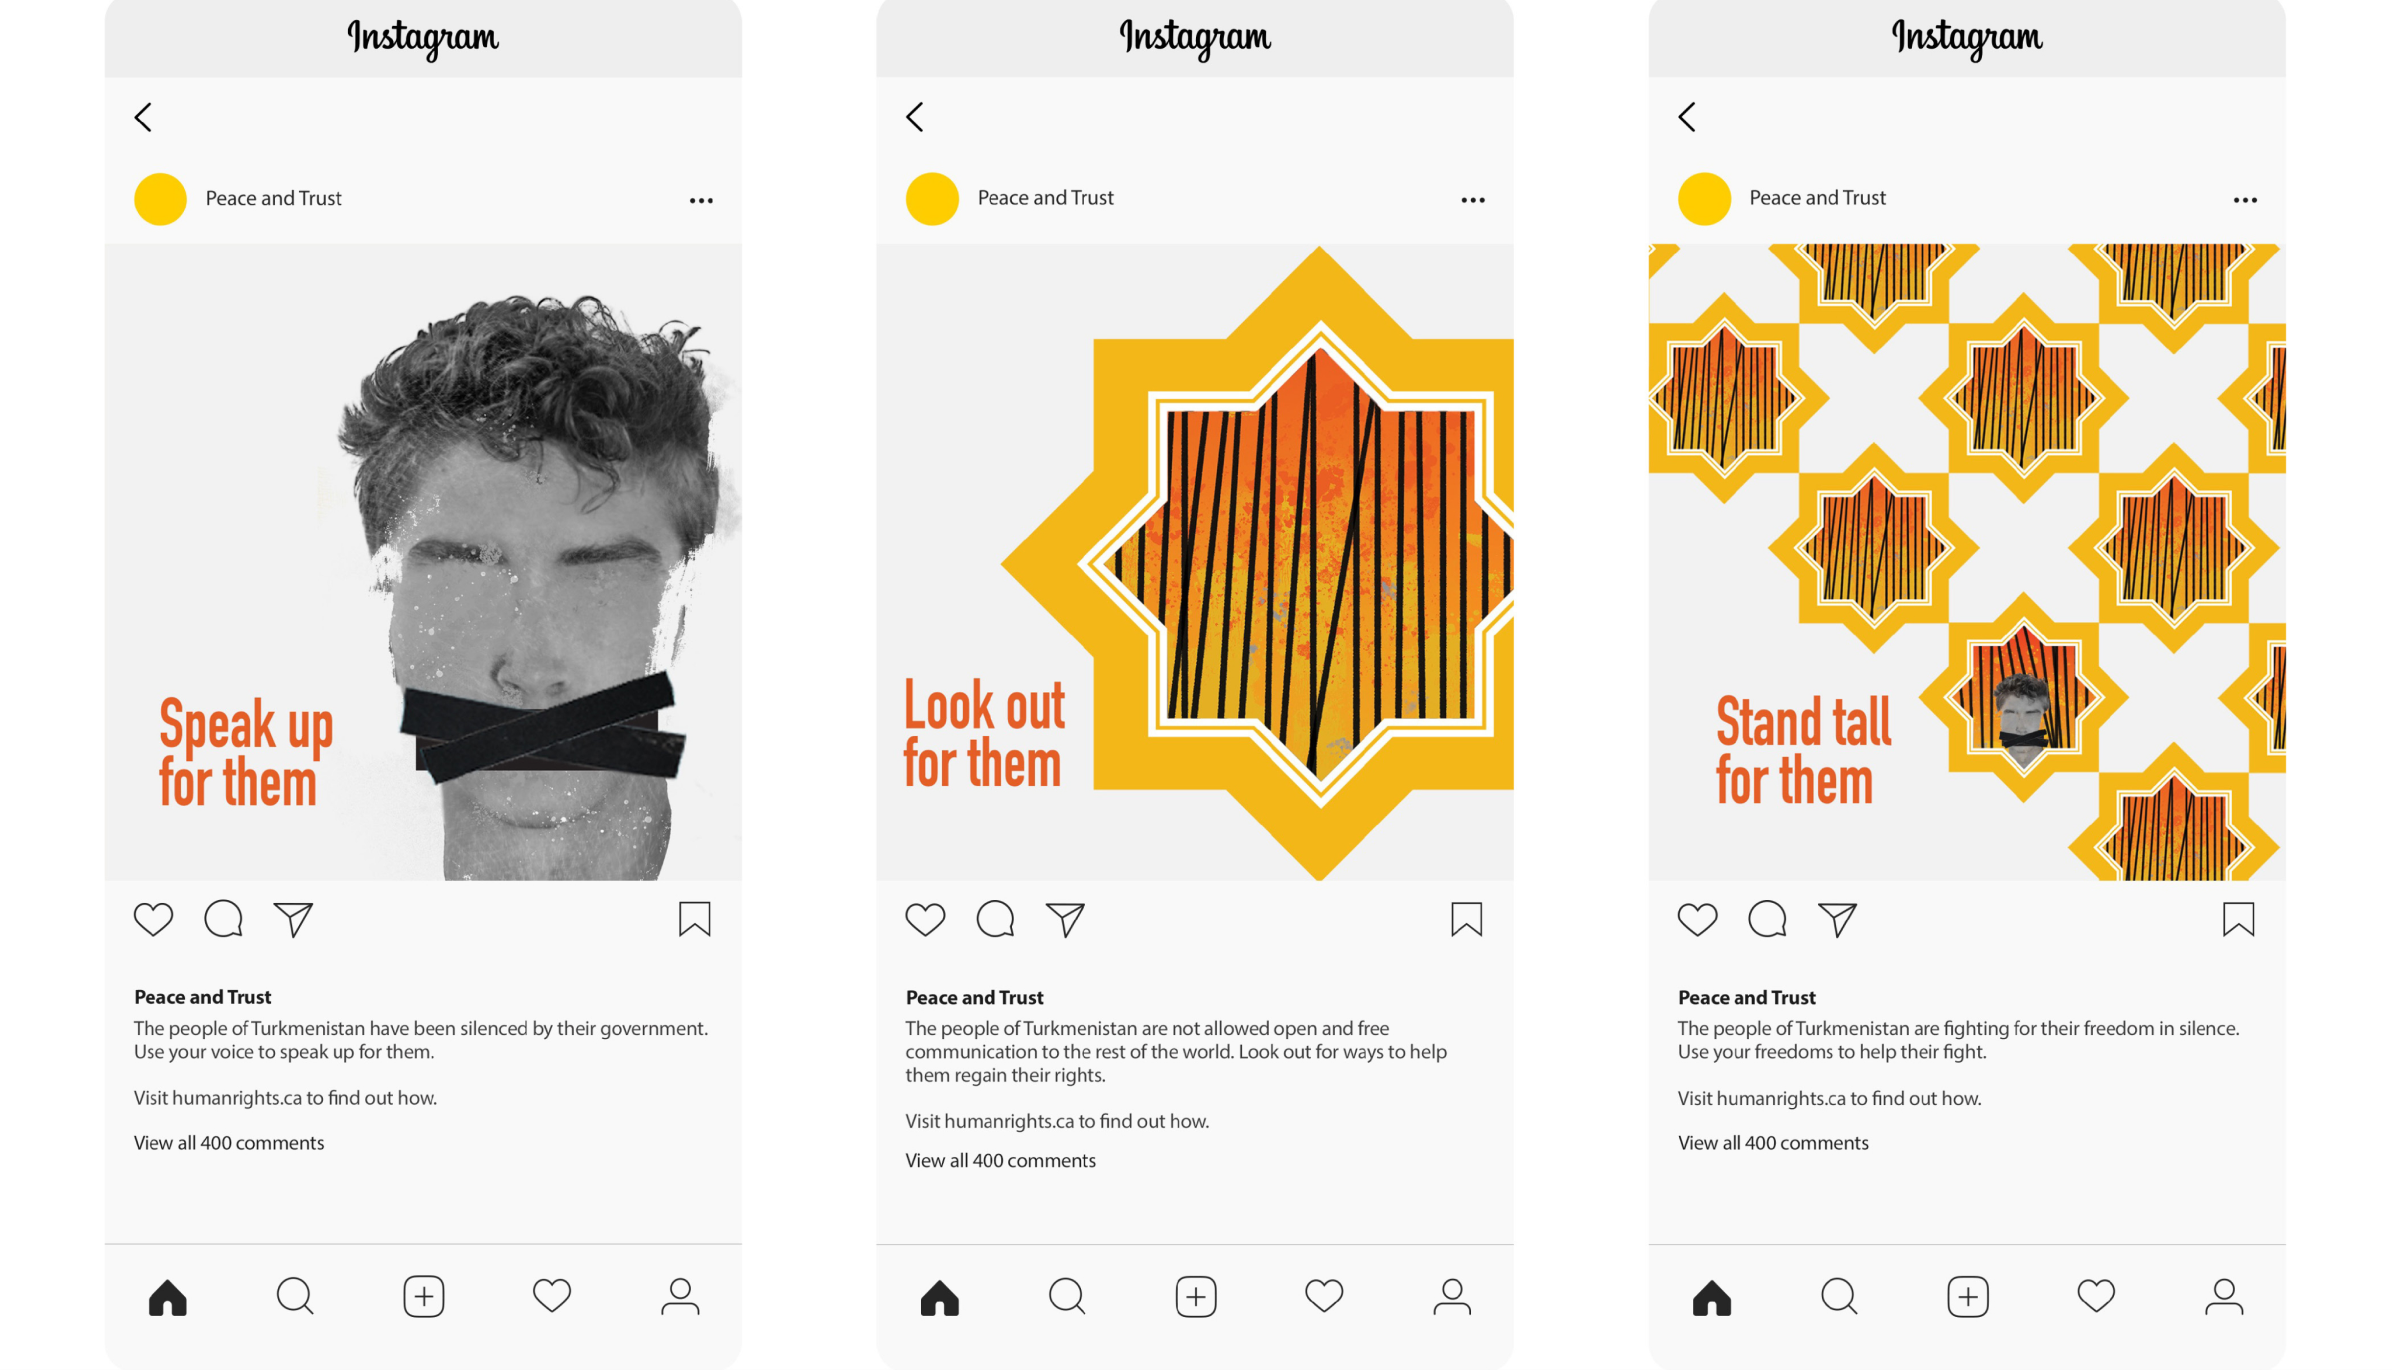 Instagram
Peace and Trust
Speak up
for them
Peace and Trust
The people of Turkmenistan have been silenced by their government.
Use your voice to speak up for them.
Visit humanrights.ca to find out how.
View all 400 comments
Instagram
Peace and Trust
Look out
for them
Peace and Trust
The people of Turkmenistan are not allowed open and free
communication to the rest of the world. Look out for ways to help
them regain their rights.
Visit humanrights.ca to find out how.
View all 400 comments
Instagram
Peace and Trust
Stand tall
for them
Peace and Trust
The people of Turkmenistan are fighting for their freedom in silence.
Use your freedoms to help their fight.
Visit humanrights.ca to find out how.
View all 400 comments